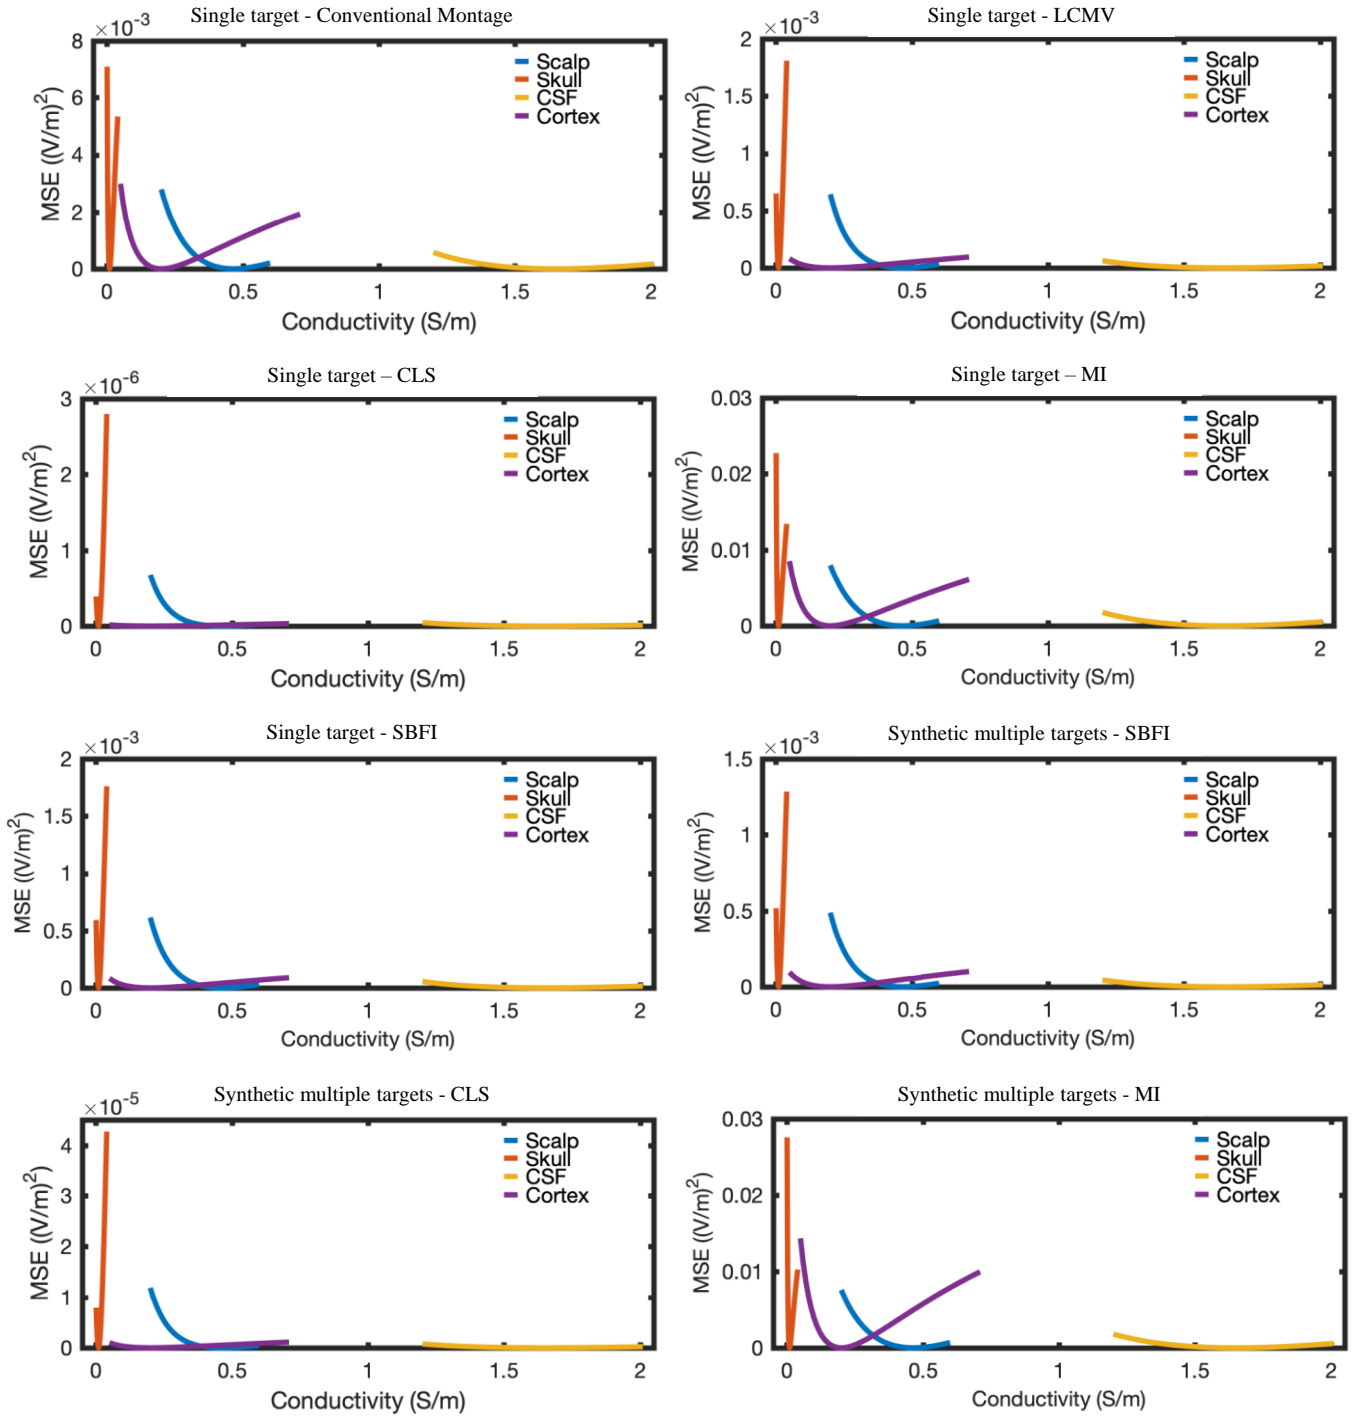 Single target - Conventional Montage
×10-3
8
6
4
2
0
MSE ((V/m)2)
Scalp
Skull
CSF
Cortex
0 0.5 1 1.5 2
Conductivity (S/m)
Single target - LCMV
×10-3
2
1.5
1
0.5
0
MSE ((V/m)2)
Scalp
Skull
CSF
Cortex
0 0.5 1 1.5 2
Conductivity (S/m)
Single target – CLS
×10-6
3
2
1
0
MSE ((V/m)2)
Scalp
Skull
CSF
Cortex
0 0.5 1 1.5 2
Conductivity (S/m)
Single target – MI
0.03
0.02
0.01
0
MSE ((V/m)2)
Scalp
Skull
CSF
Cortex
0 0.5 1 1.5 2
Conductivity (S/m)
Single target - SBFI
×10-3
2
1.5
1
0.5
0
MSE ((V/m)2)
Scalp
Skull
CSF
Cortex
0 0.5 1 1.5 2
Conductivity (S/m)
Synthetic multiple targets - SBFI
×10-3
1.5
1
0.5
0
MSE ((V/m)2)
Scalp
Skull
CSF
Cortex
0 0.5 1 1.5 2
Conductivity (S/m)
Synthetic multiple targets - CLS
×10-5
4
3
2
1
0
MSE ((V/m)2)
Scalp
Skull
CSF
Cortex
0 0.5 1 1.5 2
Conductivity (S/m)
Synthetic multiple targets - MI
0.03
0.02
0.01
0
MSE ((V/m)2)
Scalp
Skull
CSF
Cortex
0 0.5 1 1.5 2
Conductivity (S/m)